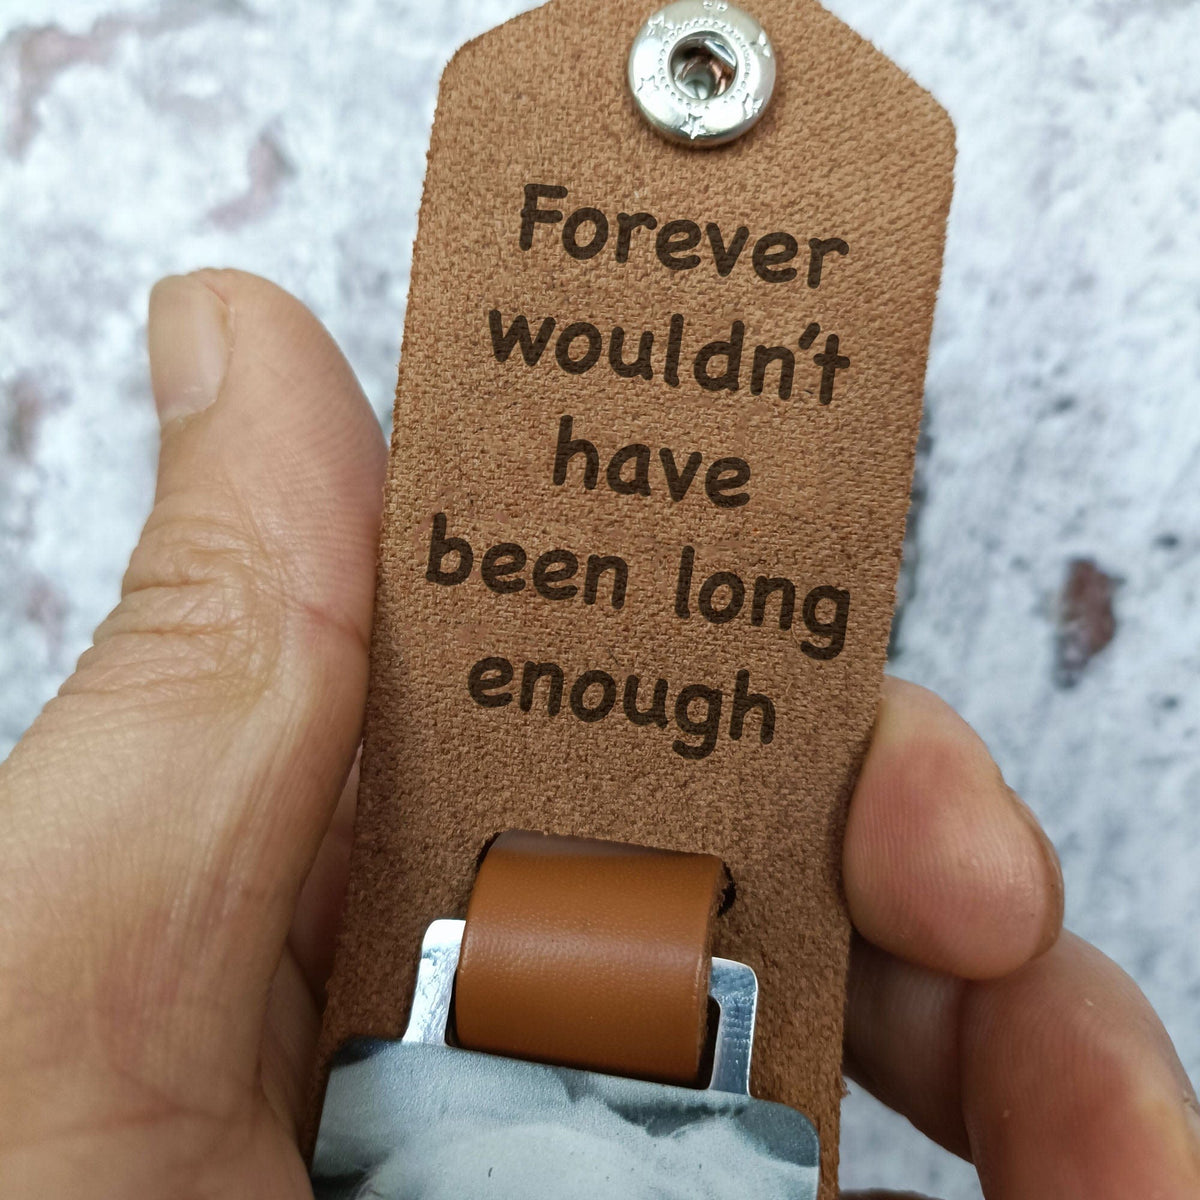 Forever
wouldn't
have
been long
enough